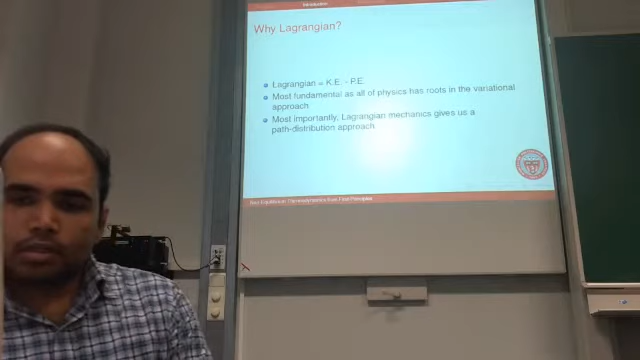 Introduction
Why Lagrangian?
Lagrangian = K.E. - P.E.
Most fundamental as all of physics has roots in the variational
approach
Most importantly, Lagrangian mechanics gives us a
path-distribution approach
Non-Equilibrium Thermodynamics from First Principles